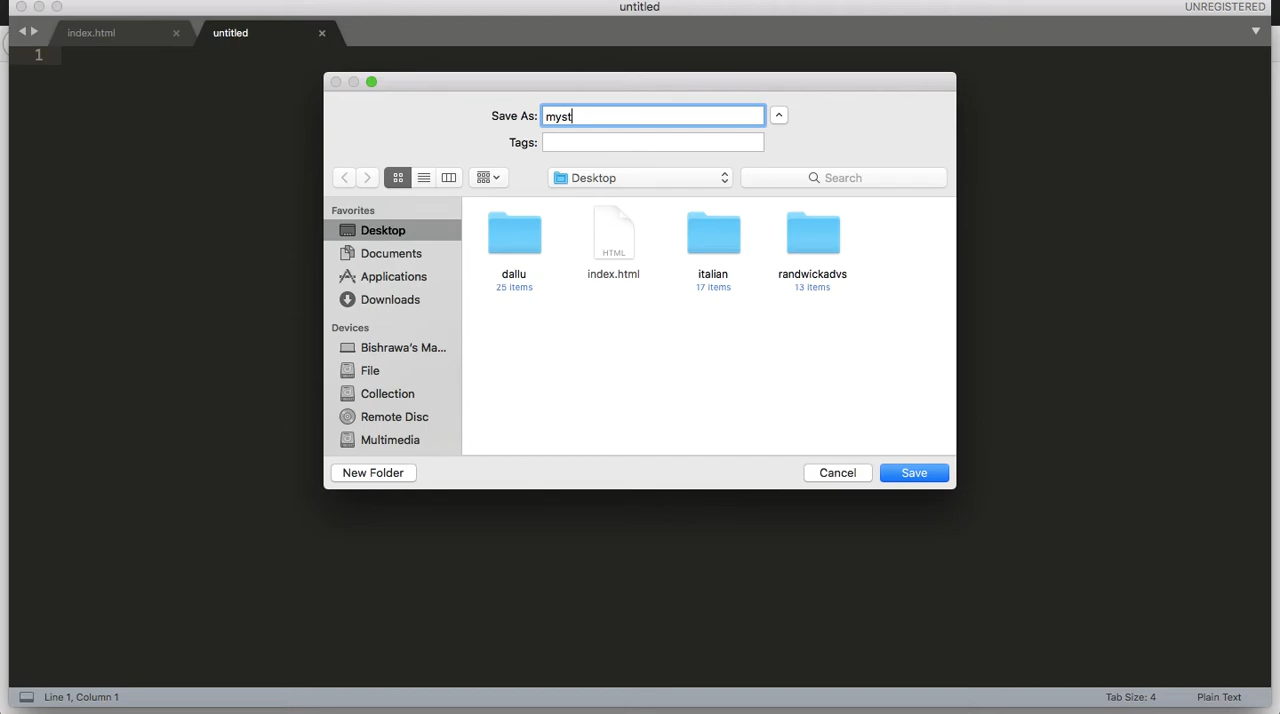 untitled
UNREGISTERED
index.html
untitled
1
Save As: myst
Tags:
Desktop
Search
Favorites
Desktop
Documents
Applications
Downloads
Devices
Bishrawa's Ma...
File
Collection
Remote Disc
Multimedia
HTML
dallu
25 items
index.html
italian
17 items
randwickadvs
13 items
New Folder
Cancel
Save
Line 1, Column 1
Tab Size: 4
Plain Text